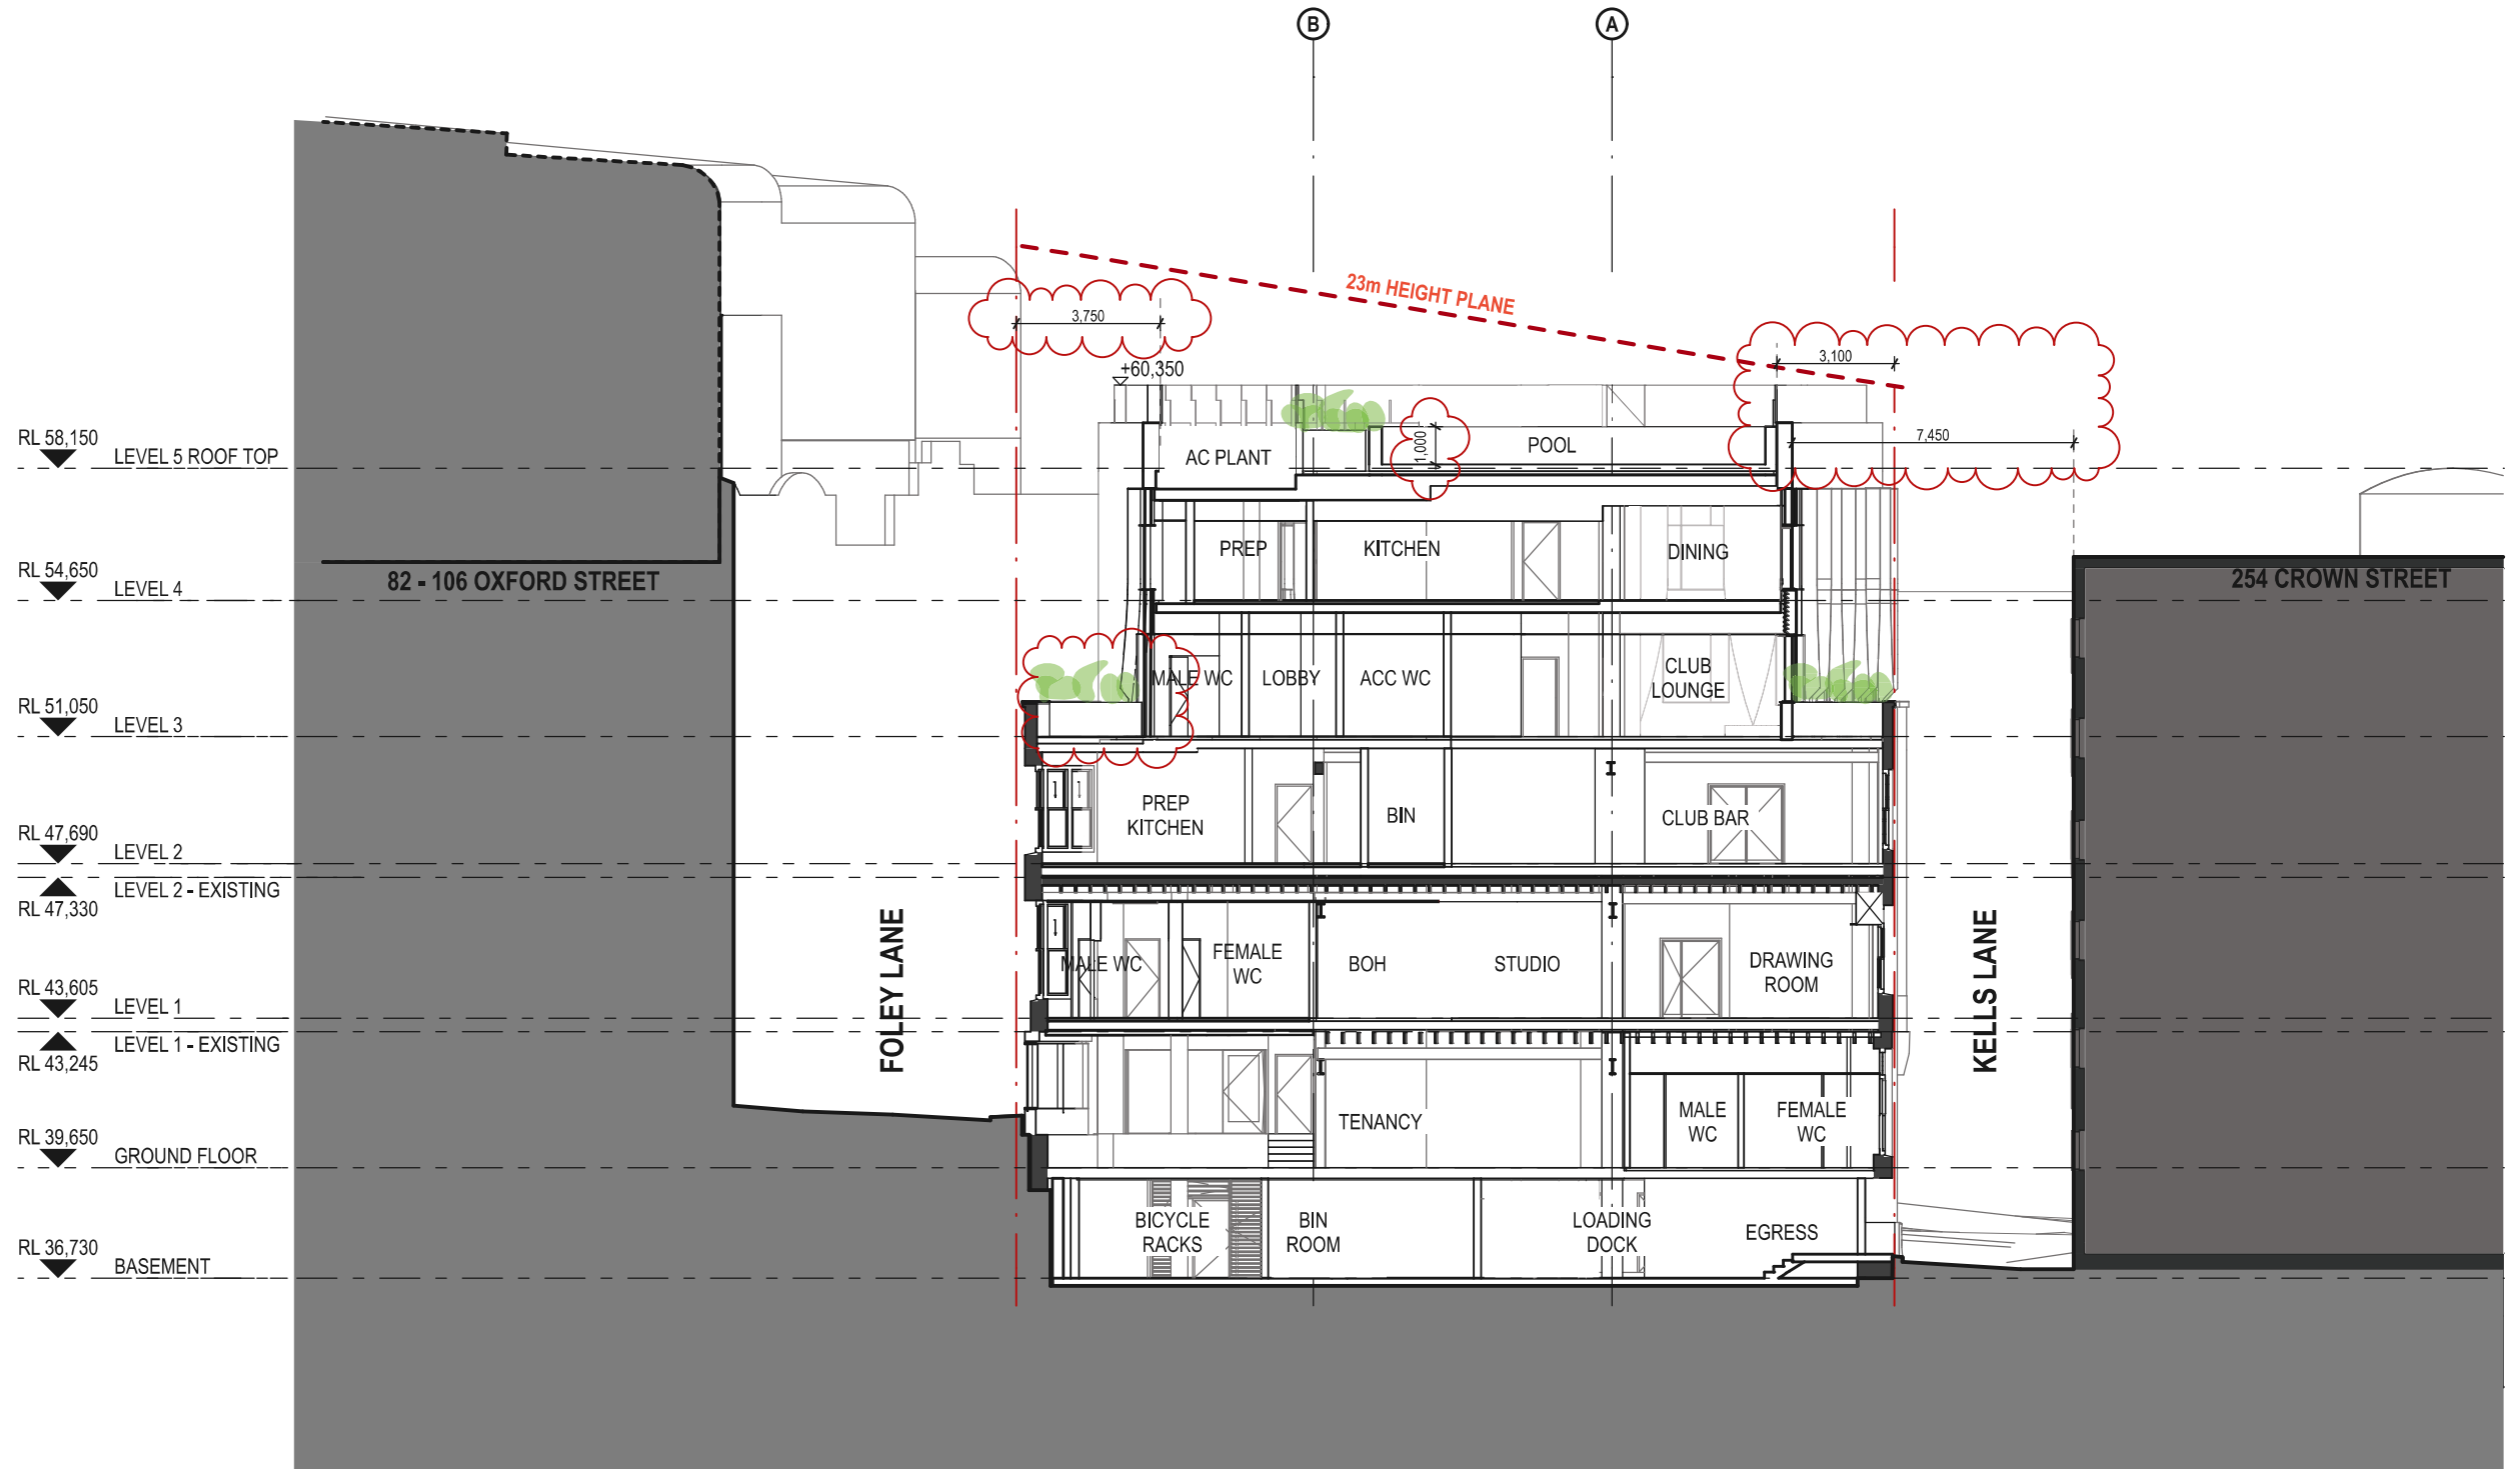 B
A
23m HEIGHT PLANE
3,750
3,100
+60,350
7,450
1,000
RL 58,150
LEVEL 5 ROOF TOP
AC PLANT
POOL
PREP
KITCHEN
DINING
82 - 106 OXFORD STREET
254 CROWN STREET
RL 54,650
LEVEL 4
MALE WC
LOBBY
ACC WC
CLUB
LOUNGE
RL 51,050
LEVEL 3
PREP
KITCHEN
BIN
CLUB BAR
RL 47,690
LEVEL 2
LEVEL 2 - EXISTING
RL 47,330
FOLEY LANE
KELLS LANE
MALE WC
FEMALE
WC
BOH
STUDIO
DRAWING
ROOM
RL 43,605
LEVEL 1
LEVEL 1 - EXISTING
RL 43,245
TENANCY
MALE
WC
FEMALE
WC
RL 39,650
GROUND FLOOR
BICYCLE
RACKS
BIN
ROOM
LOADING
DOCK
EGRESS
RL 36,730
BASEMENT